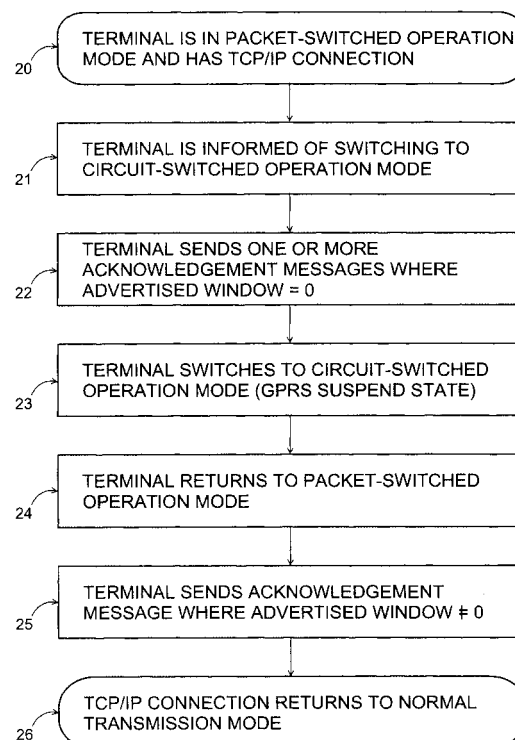 TERMINAL IS IN PACKET-SWITCHED OPERATION
MODE AND HAS TCP/IP CONNECTION
20
TERMINAL IS INFORMED OF SWITCHING TO
CIRCUIT-SWITCHED OPERATION MODE
21
TERMINAL SENDS ONE OR MORE
ACKNOWLEDGEMENT MESSAGES WHERE
ADVERTISED WINDOW = 0
22
TERMINAL SWITCHES TO CIRCUIT-SWITCHED
OPERATION MODE (GPRS SUSPEND STATE)
23
TERMINAL RETURNS TO PACKET-SWITCHED
OPERATION MODE
24
TERMINAL SENDS ACKNOWLEDGEMENT
MESSAGE WHERE ADVERTISED WINDOW ≠ 0
25
TCP/IP CONNECTION RETURNS TO NORMAL
TRANSMISSION MODE
26